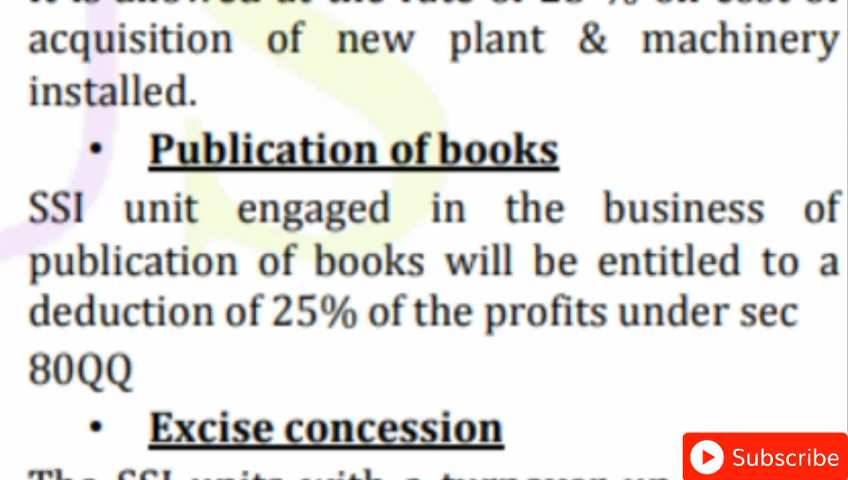 acquisition of new plant & machinery
installed.
• Publication of books
SSI unit engaged in the business of
publication of books will be entitled to a
deduction of 25% of the profits under sec
80QQ
• Excise concession
Subscribe